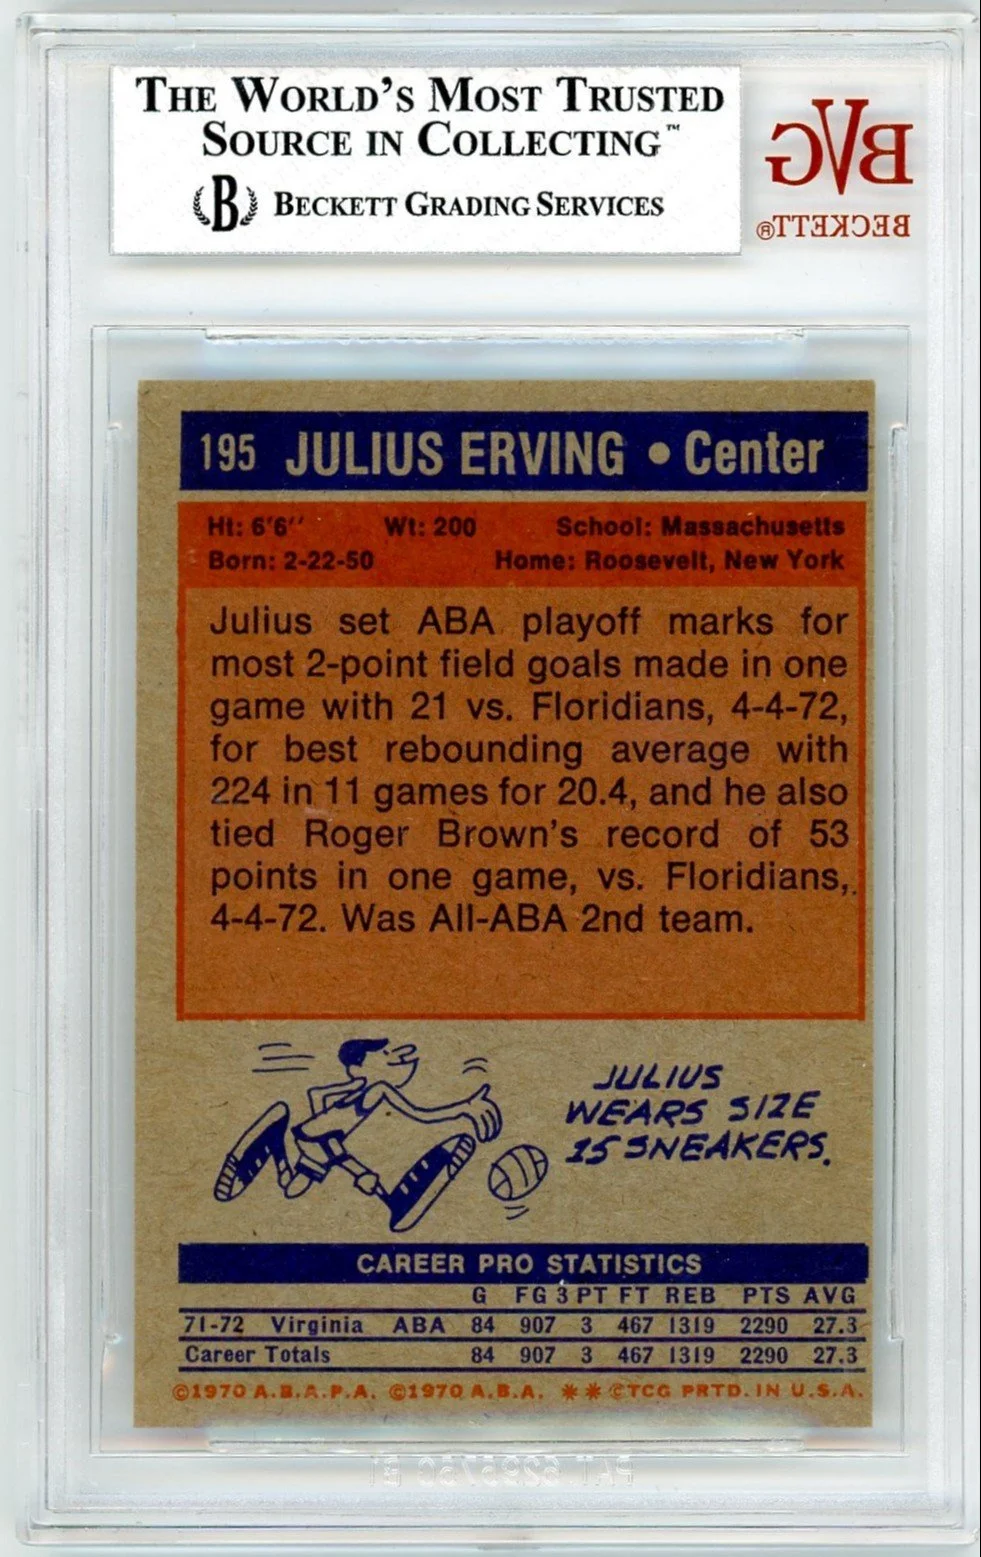 THE WORLD'S MOST TRUSTED
SOURCE IN COLLECTING™
B BECKETT GRADING SERVICES
BVG
BECKETT®
195 JULIUS ERVING • Center
Ht: 6'6'' Wt: 200 School: Massachusetts
Born: 2-22-50 Home: Roosevelt, New York
Julius set ABA playoff marks for
most 2-point field goals made in one
game with 21 vs. Floridians, 4-4-72,
for best rebounding average with
224 in 11 games for 20.4, and he also
tied Roger Brown's record of 53
points in one game, vs. Floridians,
4-4-72. Was All-ABA 2nd team.
JULIUS
WEARS SIZE
15 SNEAKERS.
CAREER PRO STATISTICS
G FG 3 PT FT REB PTS AVG
71-72 Virginia ABA 84 907 3 467 1319 2290 27.3
Career Totals 84 907 3 467 1319 2290 27.3
©1970 A.B.A.P.A. ©1970 A.B.A. ** ©TCG PRTD. IN U.S.A.